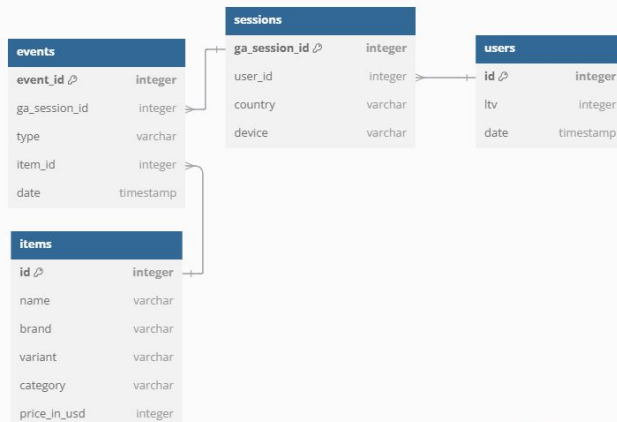 events
event_id integer
ga_session_id integer
type varchar
item_id integer
date timestamp
sessions
ga_session_id integer
user_id integer
country varchar
device varchar
users
id integer
ltv integer
date timestamp
items
id integer
name varchar
brand varchar
variant varchar
category varchar
price_in_usd integer